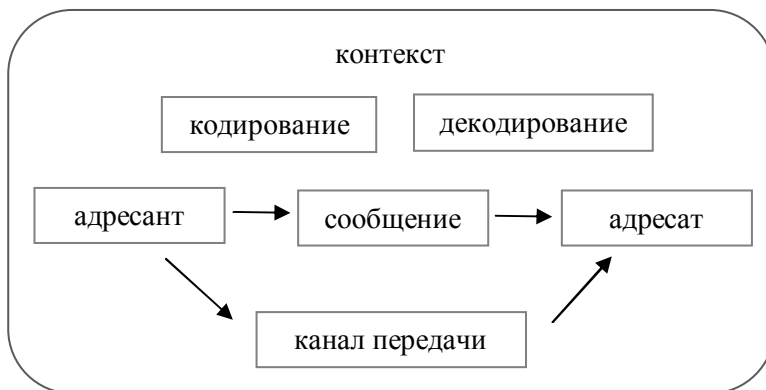 контекст
кодирование
декодирование
адресант
сообщение
адресат
канал передачи